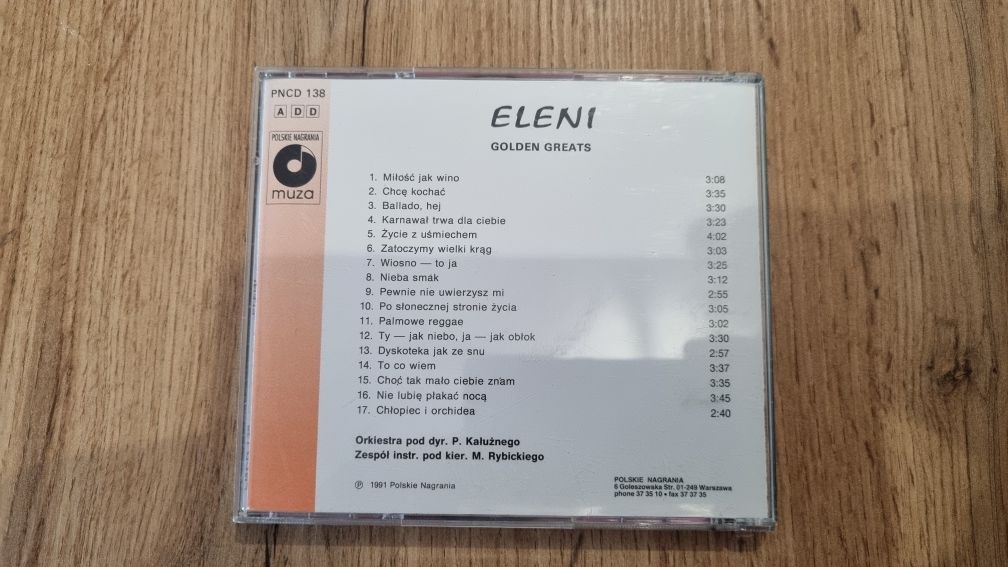 PNCD 138
A D D
POLSKIE NAGRANIA
muza
ELENI
GOLDEN GREATS
1. Miłość jak wino 3:08
2. Chcę kochać 3:35
3. Ballado, hej 3:30
4. Karnawał trwa dla ciebie 3:23
5. Życie z uśmiechem 4:02
6. Zatoczymy wielki krąg 3:03
7. Wiosno — to ja 3:25
8. Nieba smak 3:12
9. Pewnie nie uwierzysz mi 2:55
10. Po słonecznej stronie życia 3:05
11. Palmowe reggae 3:02
12. Ty — jak niebo, ja — jak obłok 3:30
13. Dyskoteka jak ze snu 2:57
14. To co wiem 3:37
15. Choć tak mało ciebie znam 3:35
16. Nie lubię płakać nocą 3:45
17. Chłopiec i orchidea 2:40
Orkiestra pod dyr. P. Kałużnego
Zespół instr. pod kier. M. Rybickiego
℗ 1991 Polskie Nagrania
POLSKIE NAGRANIA
6 Goleszowska Str. 01-249 Warszawa
phone 37 35 10 • fax 37 37 35